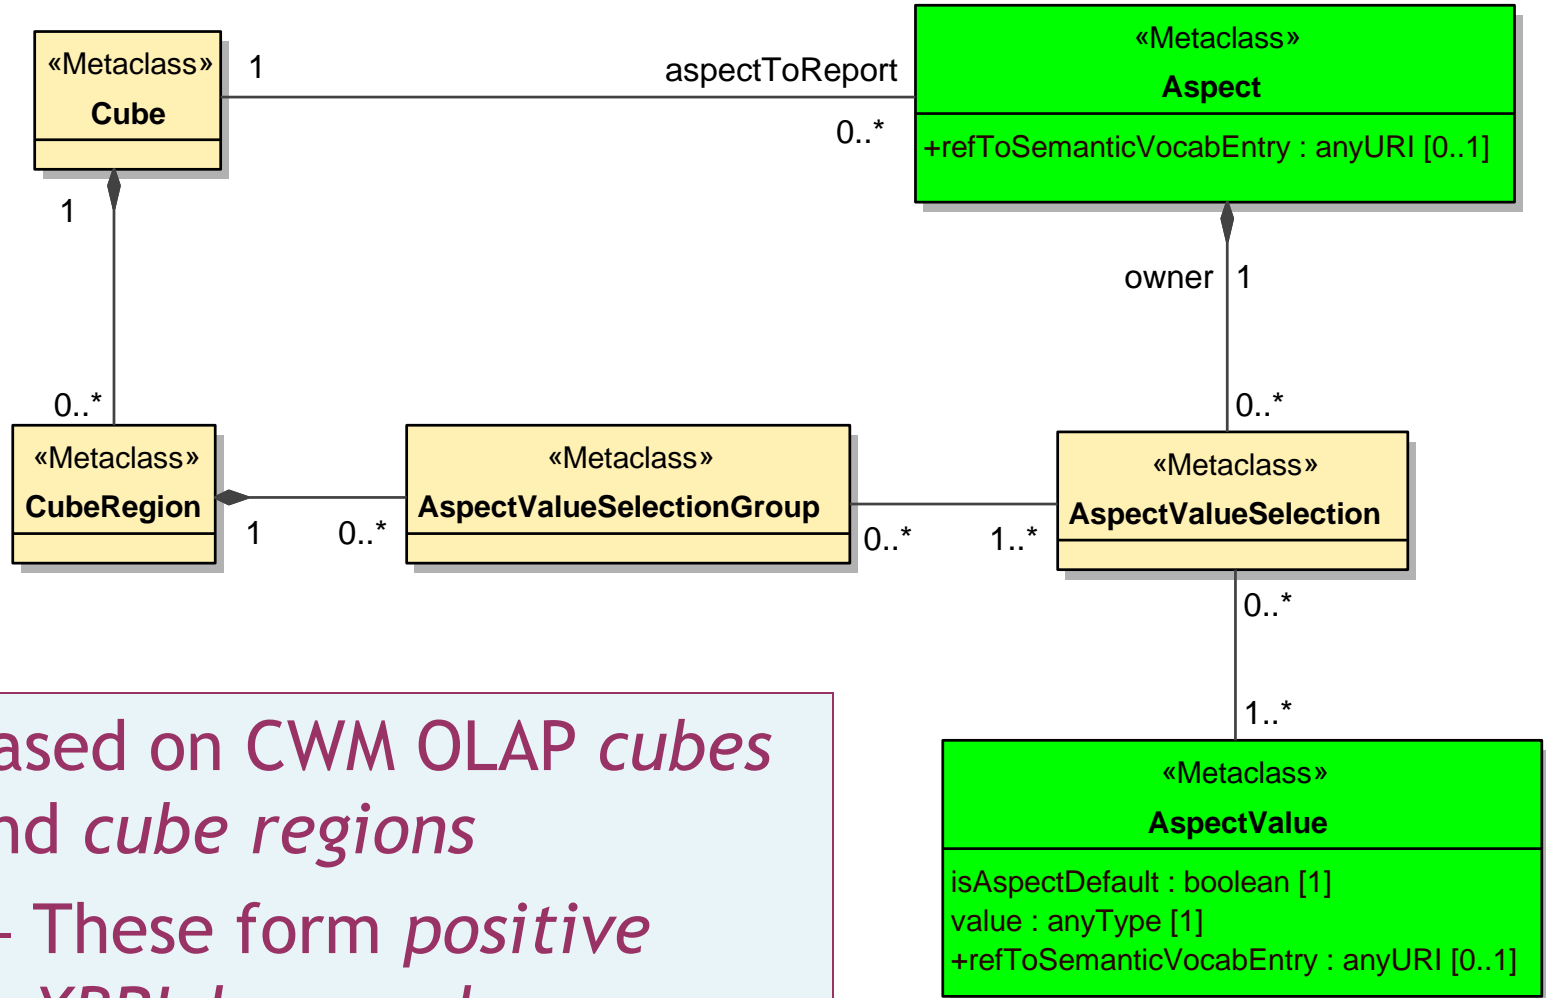 «Metaclass»
Cube
1
aspectToReport
0..*
«Metaclass»
Aspect
+refToSemanticVocabEntry : anyURI [0..1]
1
0..*
owner
1
0..*
«Metaclass»
CubeRegion
1
0..*
«Metaclass»
AspectValueSelectionGroup
0..*
1..*
«Metaclass»
AspectValueSelection
0..*
1..*
«Metaclass»
AspectValue
isAspectDefault : boolean [1]
value : anyType [1]
+refToSemanticVocabEntry : anyURI [0..1]
ased on CWM OLAP cubes
nd cube regions
– These form positive